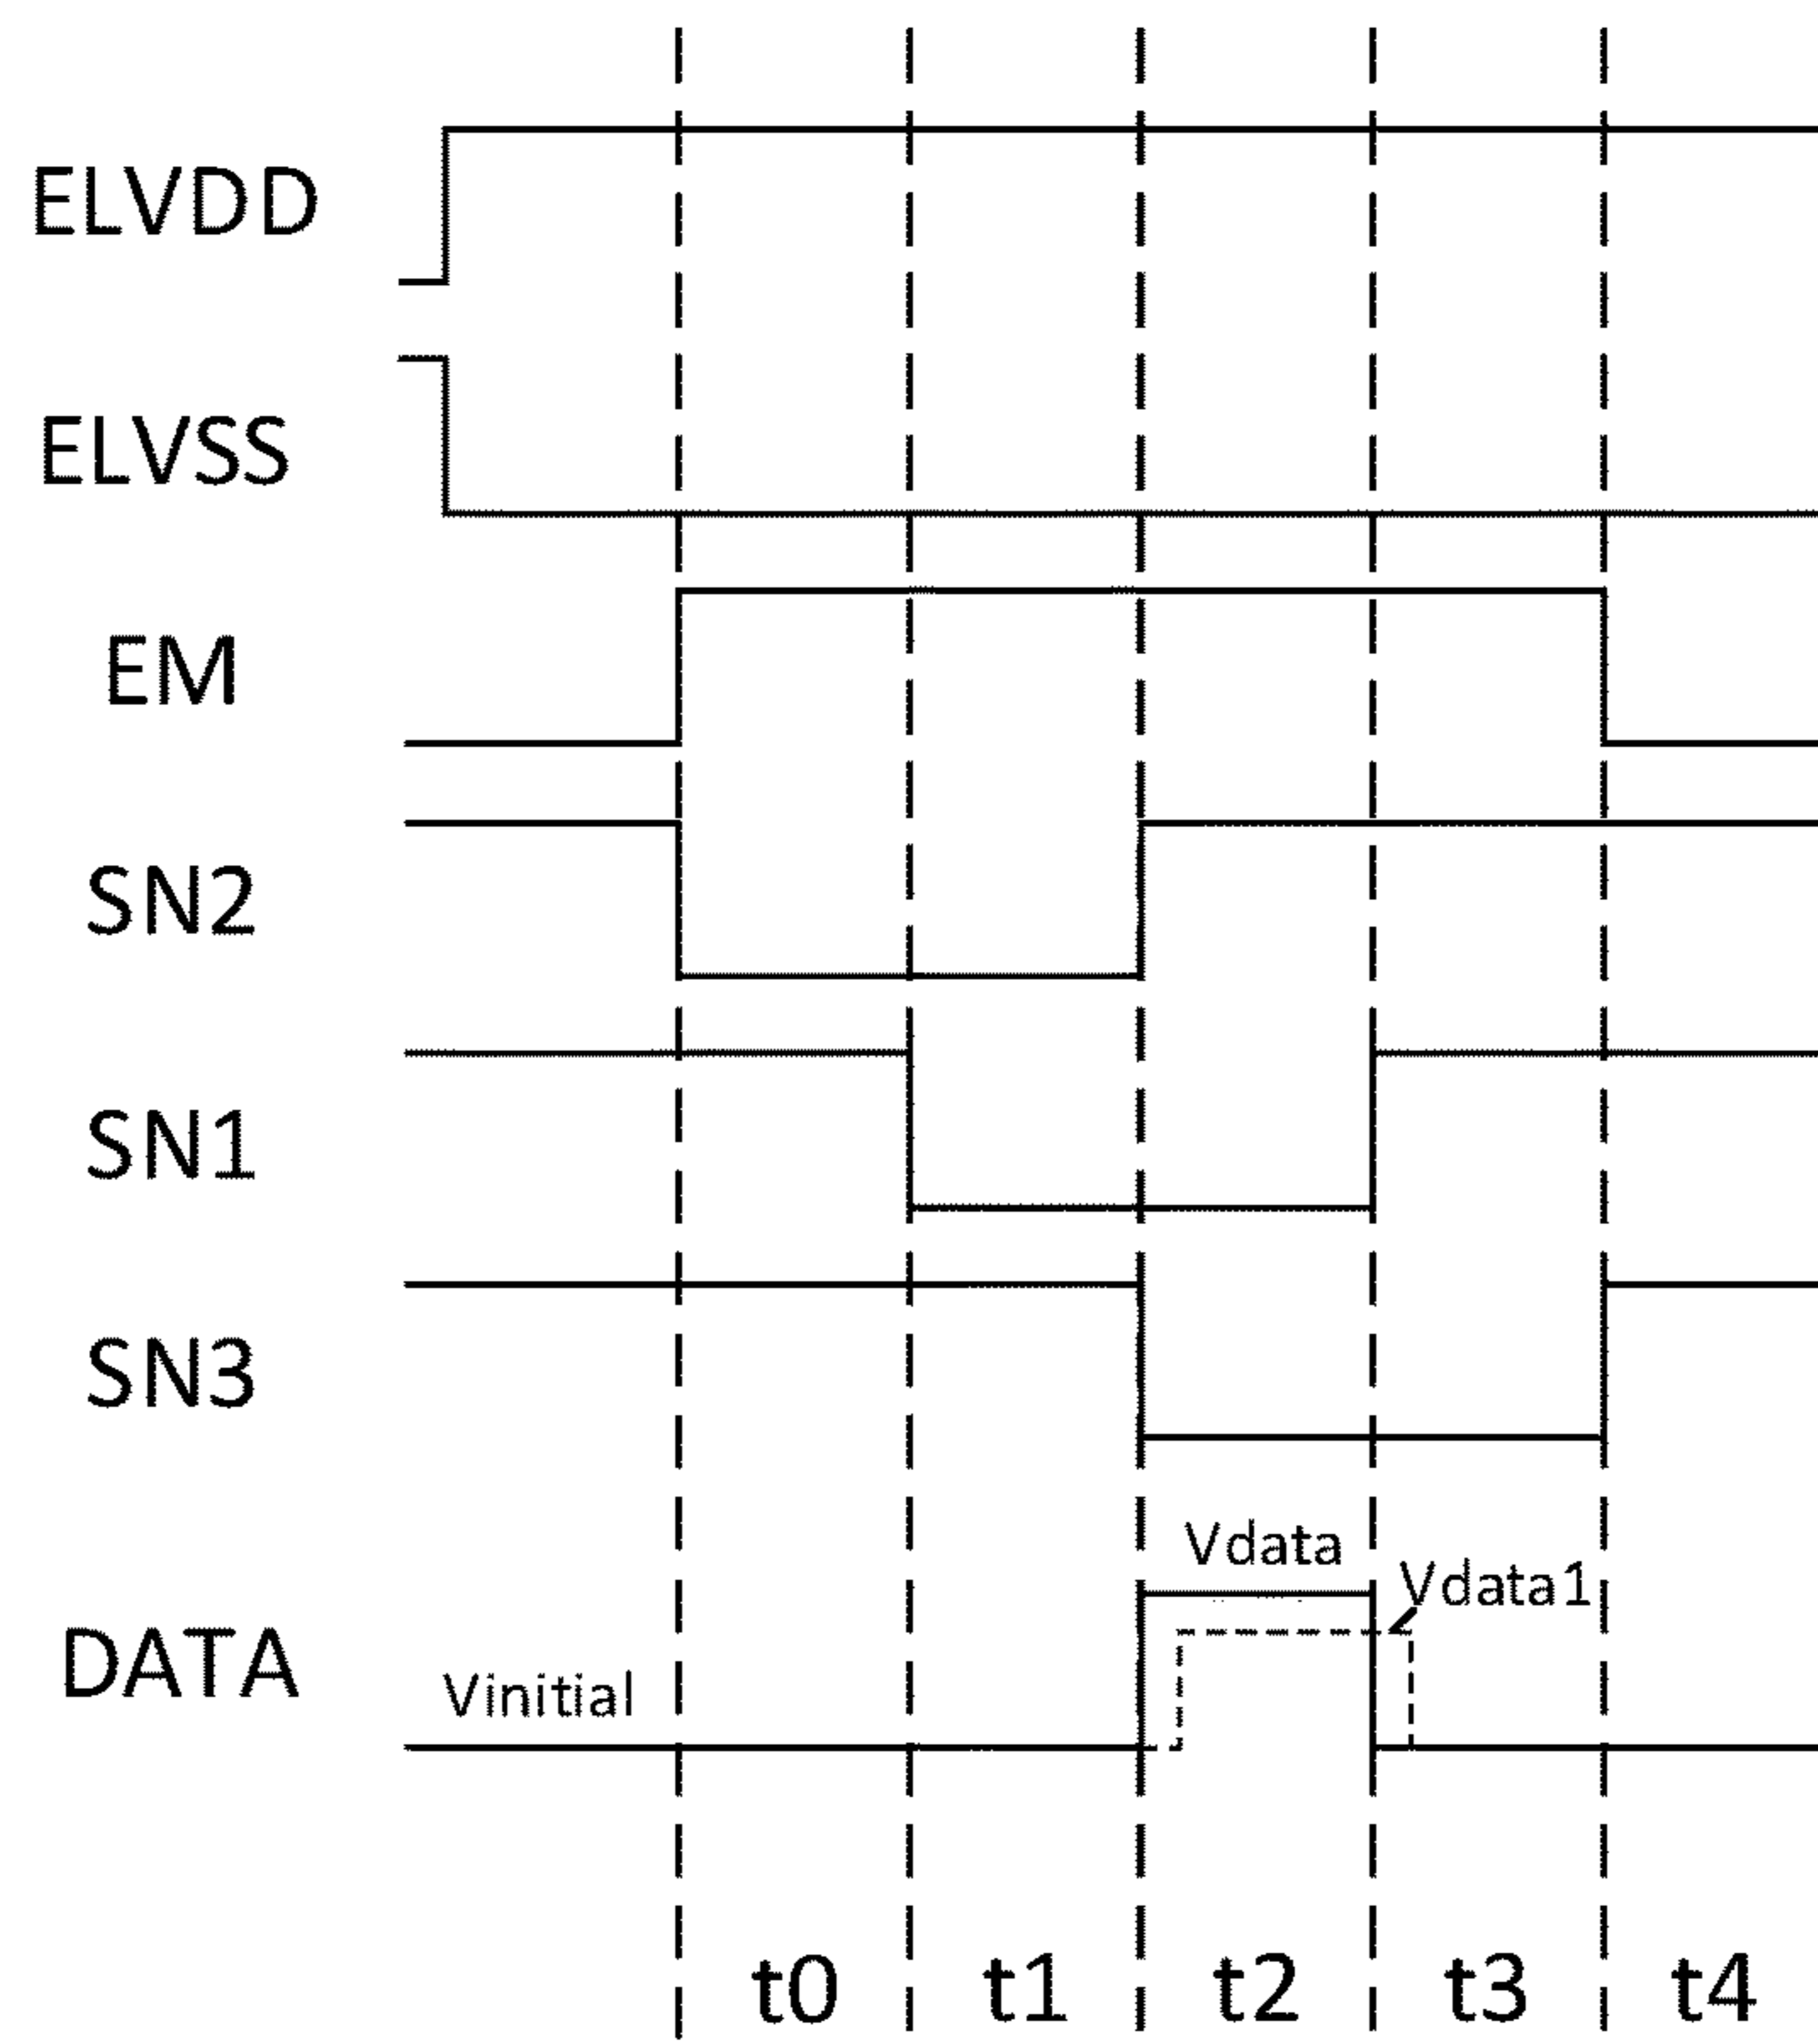 ELVDD
ELVSS
EM
SN2
SN1
SN3
Vdata
Vdata1
DATA
Vinitial
t0 t1 t2 t3 t4